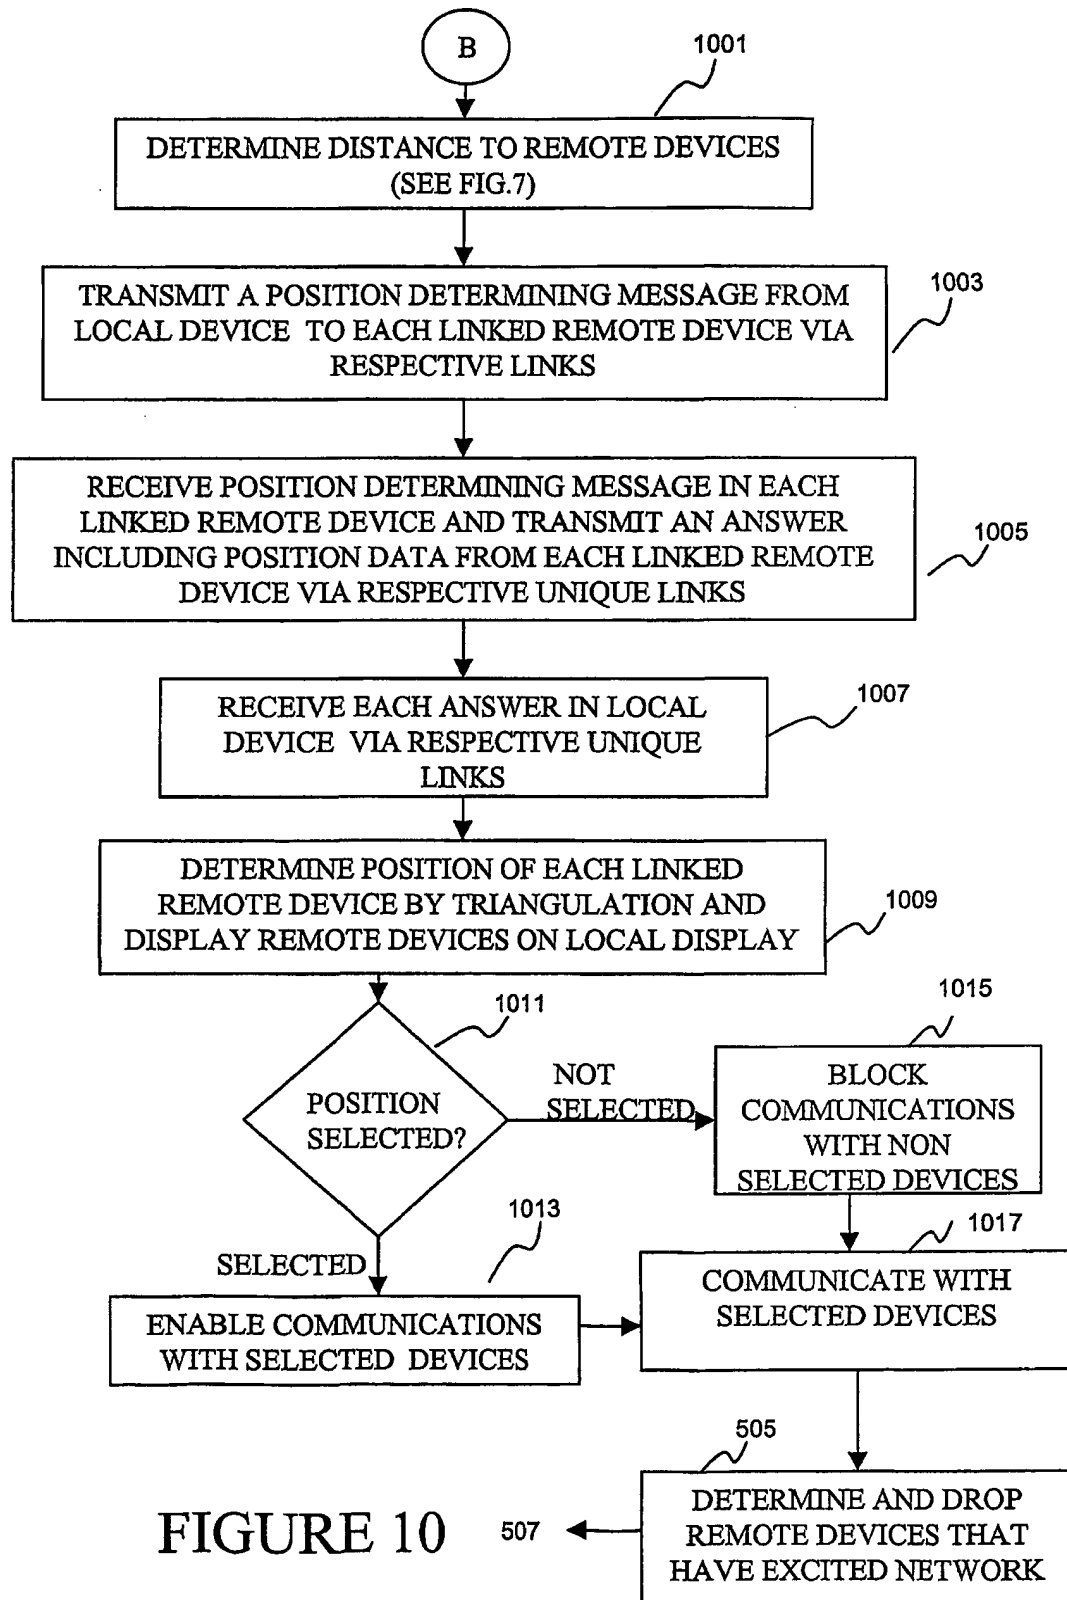 B
1001
DETERMINE DISTANCE TO REMOTE DEVICES
(SEE FIG.7)
TRANSMIT A POSITION DETERMINING MESSAGE FROM
LOCAL DEVICE TO EACH LINKED REMOTE DEVICE VIA
RESPECTIVE LINKS
1003
RECEIVE POSITION DETERMINING MESSAGE IN EACH
LINKED REMOTE DEVICE AND TRANSMIT AN ANSWER
INCLUDING POSITION DATA FROM EACH LINKED REMOTE
DEVICE VIA RESPECTIVE UNIQUE LINKS
1005
RECEIVE EACH ANSWER IN LOCAL
DEVICE VIA RESPECTIVE UNIQUE
LINKS
1007
DETERMINE POSITION OF EACH LINKED
REMOTE DEVICE BY TRIANGULATION AND
DISPLAY REMOTE DEVICES ON LOCAL DISPLAY
1009
1011
POSITION
SELECTED?
NOT
SELECTED
1015
BLOCK
COMMUNICATIONS
WITH NON
SELECTED DEVICES
SELECTED
1013
ENABLE COMMUNICATIONS
WITH SELECTED DEVICES
1017
COMMUNICATE WITH
SELECTED DEVICES
505
DETERMINE AND DROP
REMOTE DEVICES THAT
HAVE EXCITED NETWORK
507
FIGURE 10